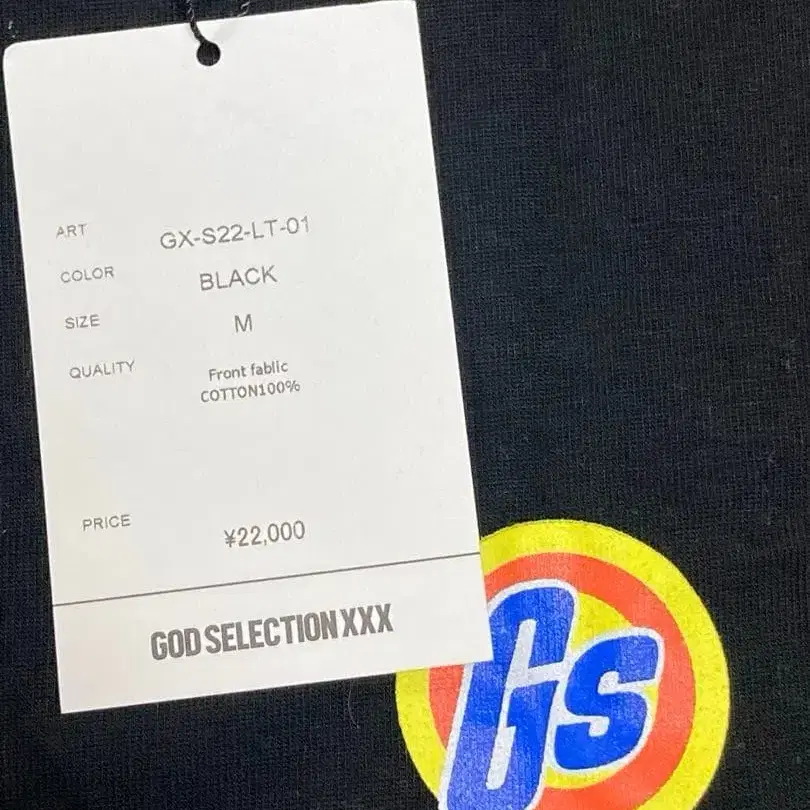 ART GX-S22-LT-01
COLOR BLACK
SIZE M
QUALITY Front fablic
COTTON100%
PRICE ¥22,000
GOD SELECTION XXX
Gs